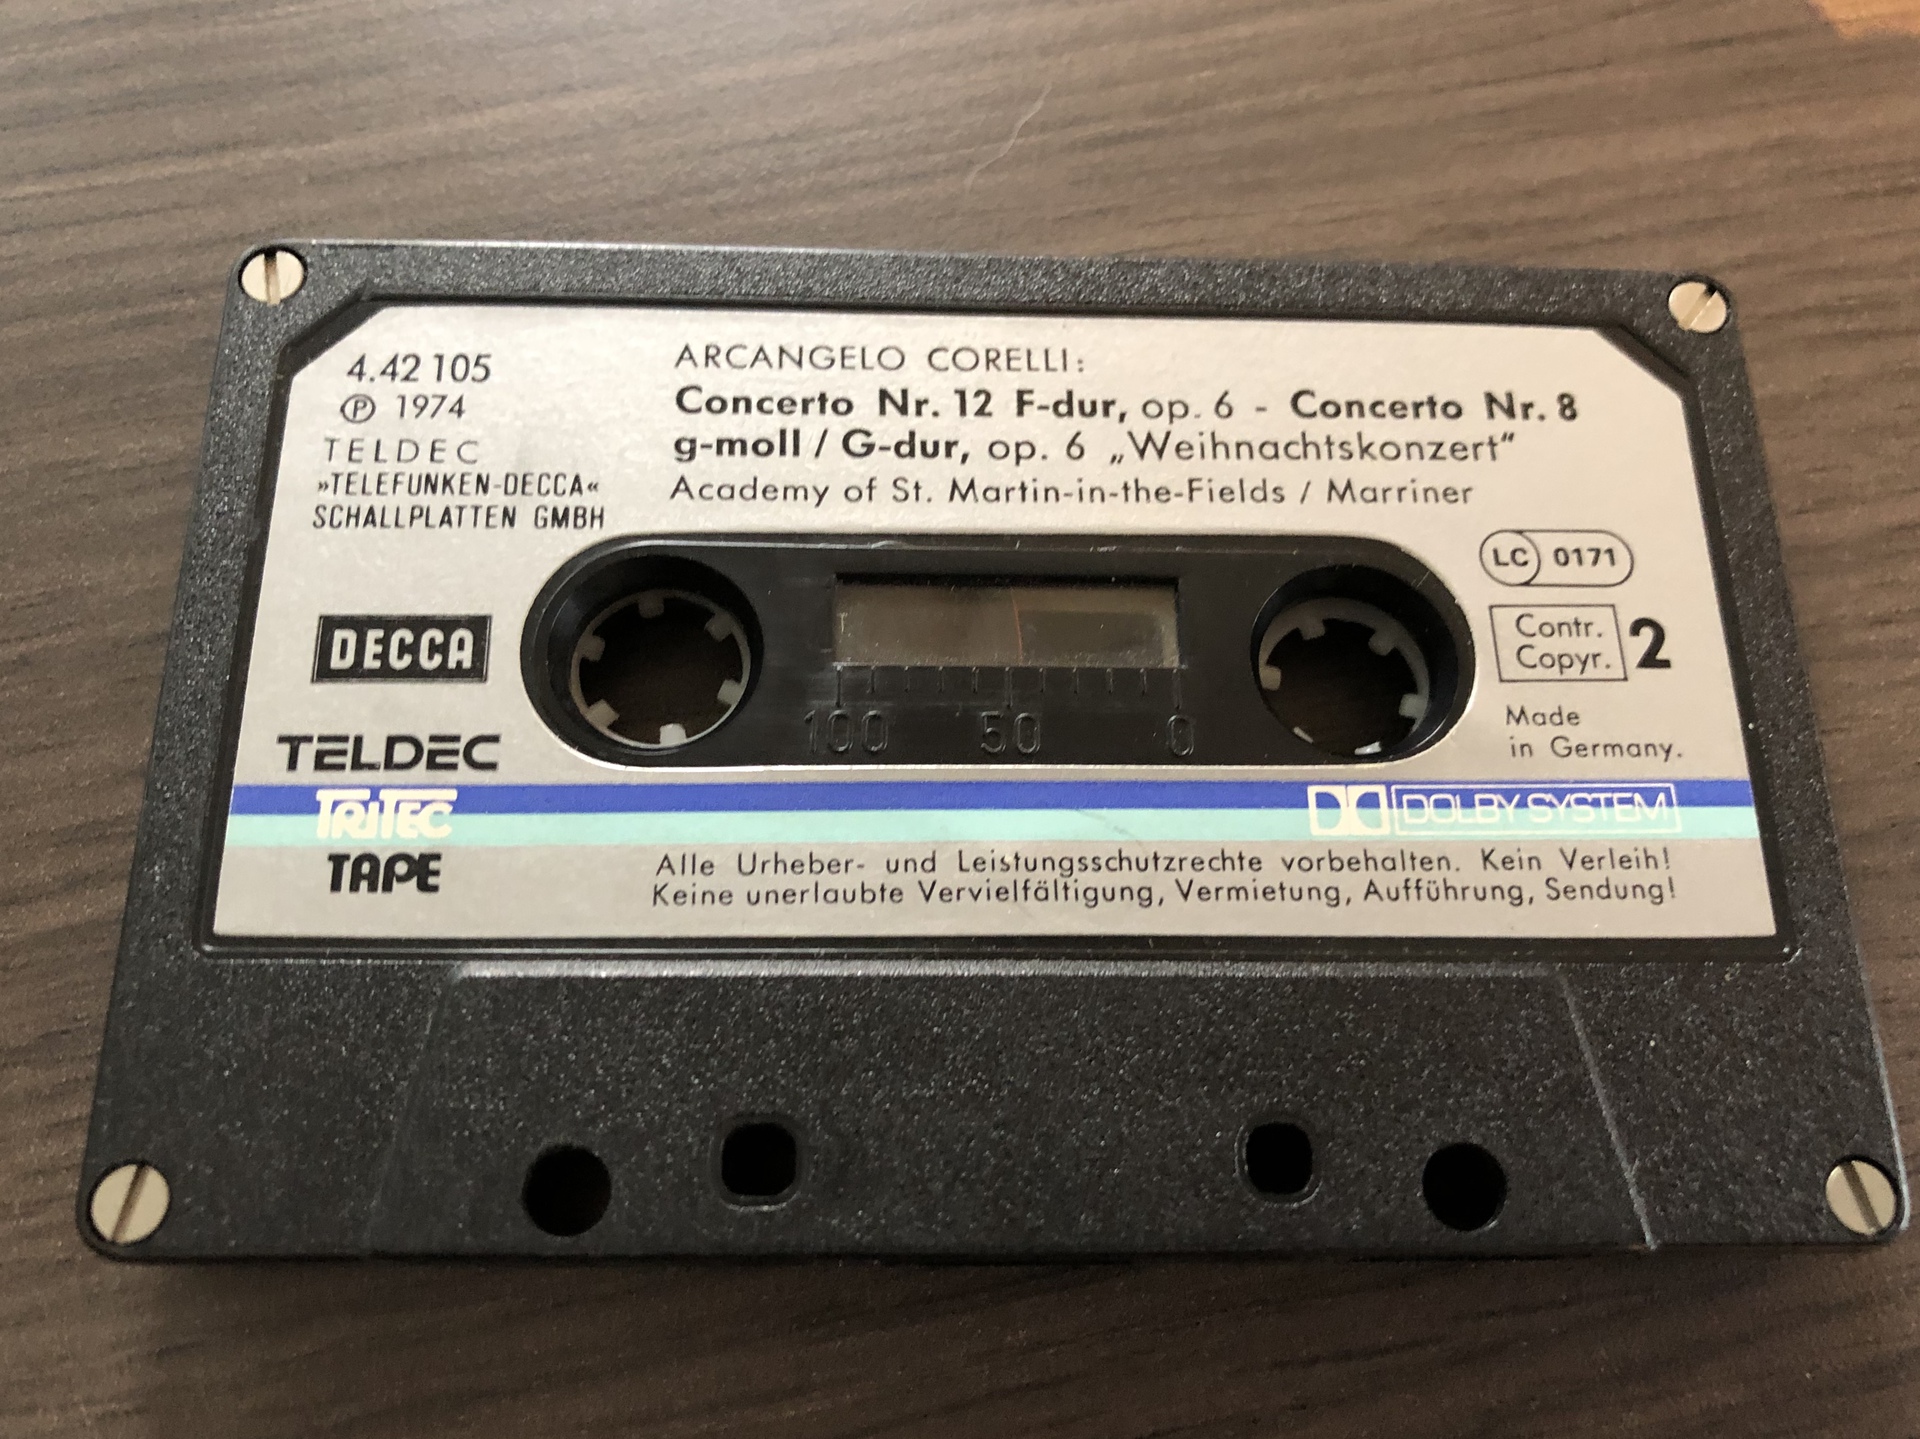 4.42 105
Ⓟ 1974
TELDEC
»TELEFUNKEN-DECCA«
SCHALLPLATTEN GMBH
ARCANGELO CORELLI:
Concerto Nr. 12 F-dur, op. 6 - Concerto Nr. 8
g-moll / G-dur, op. 6 „Weihnachtskonzert“
Academy of St. Martin-in-the-Fields / Marriner
LC 0171
DECCA
Contr.
Copyr.
2
100 50 0
Made
in Germany.
TELDEC
TRITEC
TAPE
DOLBY SYSTEM
Alle Urheber- und Leistungsschutzrechte vorbehalten. Kein Verleih!
Keine unerlaubte Vervielfältigung, Vermietung, Aufführung, Sendung!